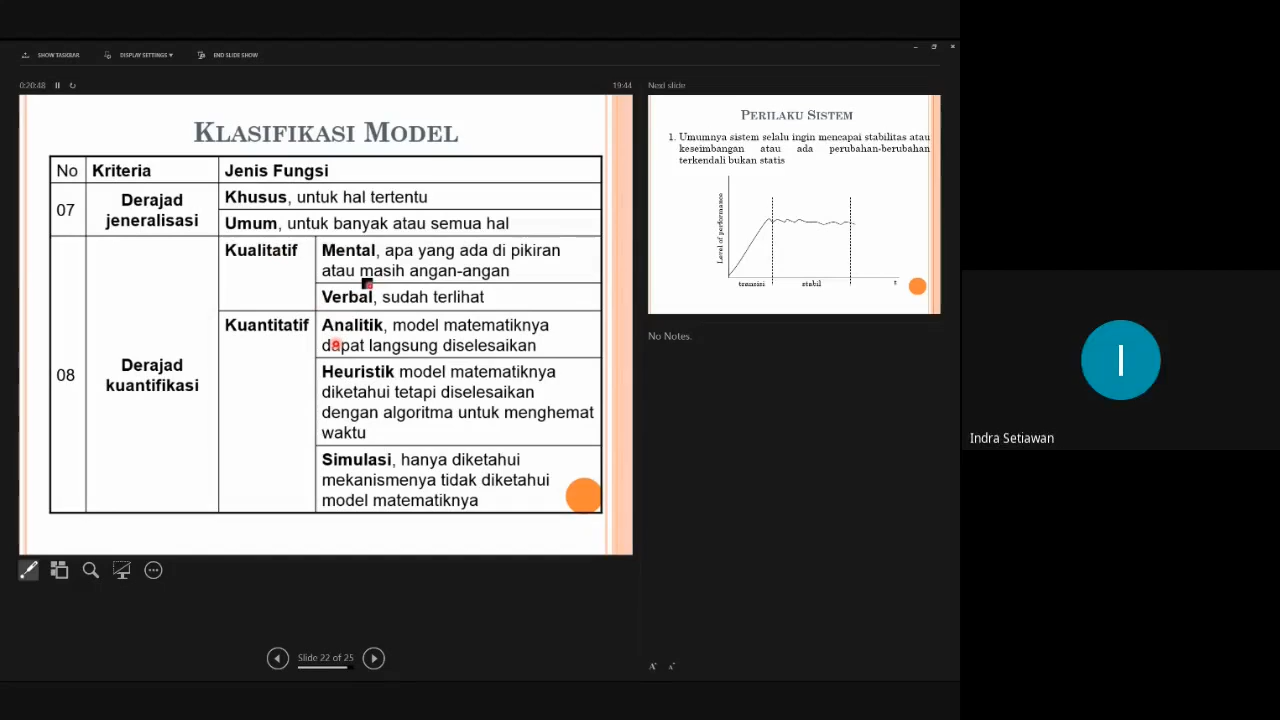 SHOW TASKBAR
DISPLAY SETTINGS ▾
END SLIDE SHOW
0:20:48
19:44
KLASIFIKASI MODEL
No Kriteria Jenis Fungsi
07 Derajad jeneralisasi
Khusus, untuk hal tertentu
Umum, untuk banyak atau semua hal
08 Derajad kuantifikasi
Kualitatif
Mental, apa yang ada di pikiran
atau masih angan-angan
Verbal, sudah terlihat
Kuantitatif
Analitik, model matematiknya
dapat langsung diselesaikan
Heuristik model matematiknya
diketahui tetapi diselesaikan
dengan algoritma untuk menghemat
waktu
Simulasi, hanya diketahui
mekanismenya tidak diketahui
model matematiknya
Slide 22 of 25
Next slide
PERILAKU SISTEM
1. Umumnya sistem selalu ingin mencapai stabilitas atau
keseimbangan atau ada perubahan-berubahan
terkendali bukan statis
Level of performance
transisi
stabil
t
No Notes.
A
A
I
Indra Setiawan